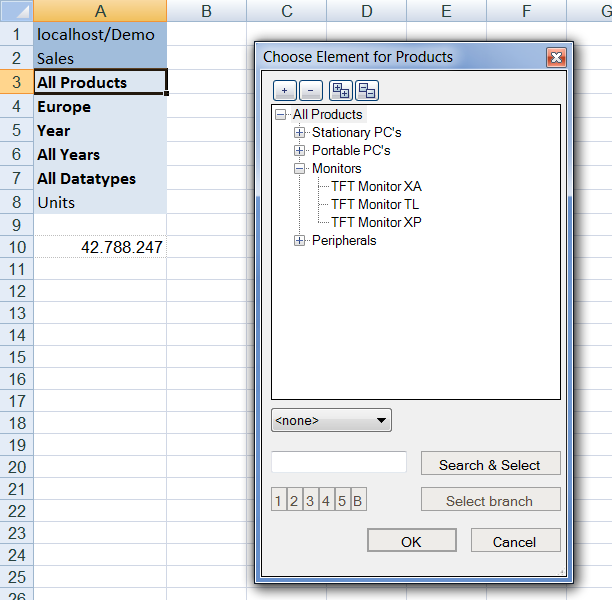 A B C D E F G
1 localhost/Demo
2 Sales
3 All Products
4 Europe
5 Year
6 All Years
7 All Datatypes
8 Units
9
10 42.788.247
11
12
13
14
15
16
17
18
19
20
21
22
23
24
25
26
Choose Element for Products
+ −
All Products
Stationary PC's
Portable PC's
Monitors
TFT Monitor XA
TFT Monitor TL
TFT Monitor XP
Peripherals
<none>
Search & Select
1 2 3 4 5 B
Select branch
OK Cancel